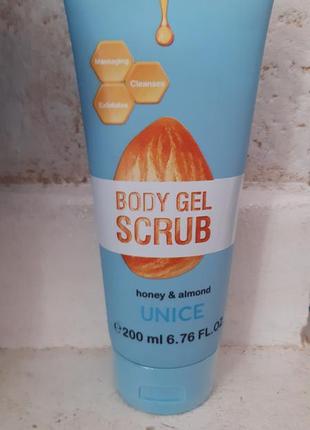 Massaging
Cleanses
Exfoliates
BODY GEL
SCRUB
honey & almond
UNICE
℮200 ml 6.76 FL.OZ